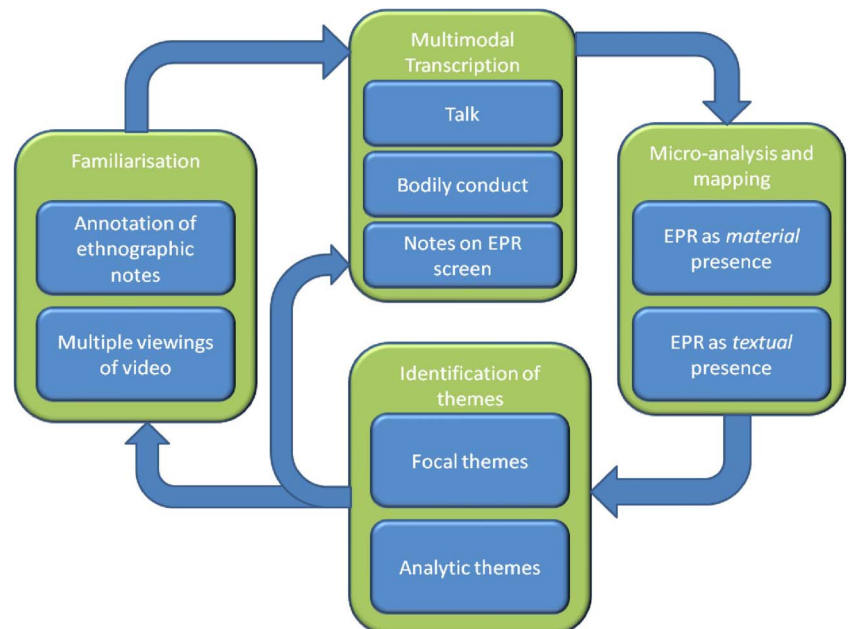 Multimodal
Transcription
Talk
Bodily conduct
Notes on EPR
screen
Familiarisation
Annotation of
ethnographic
notes
Multiple viewings
of video
Micro-analysis and
mapping
EPR as material
presence
EPR as textual
presence
Identification of
themes
Focal themes
Analytic themes